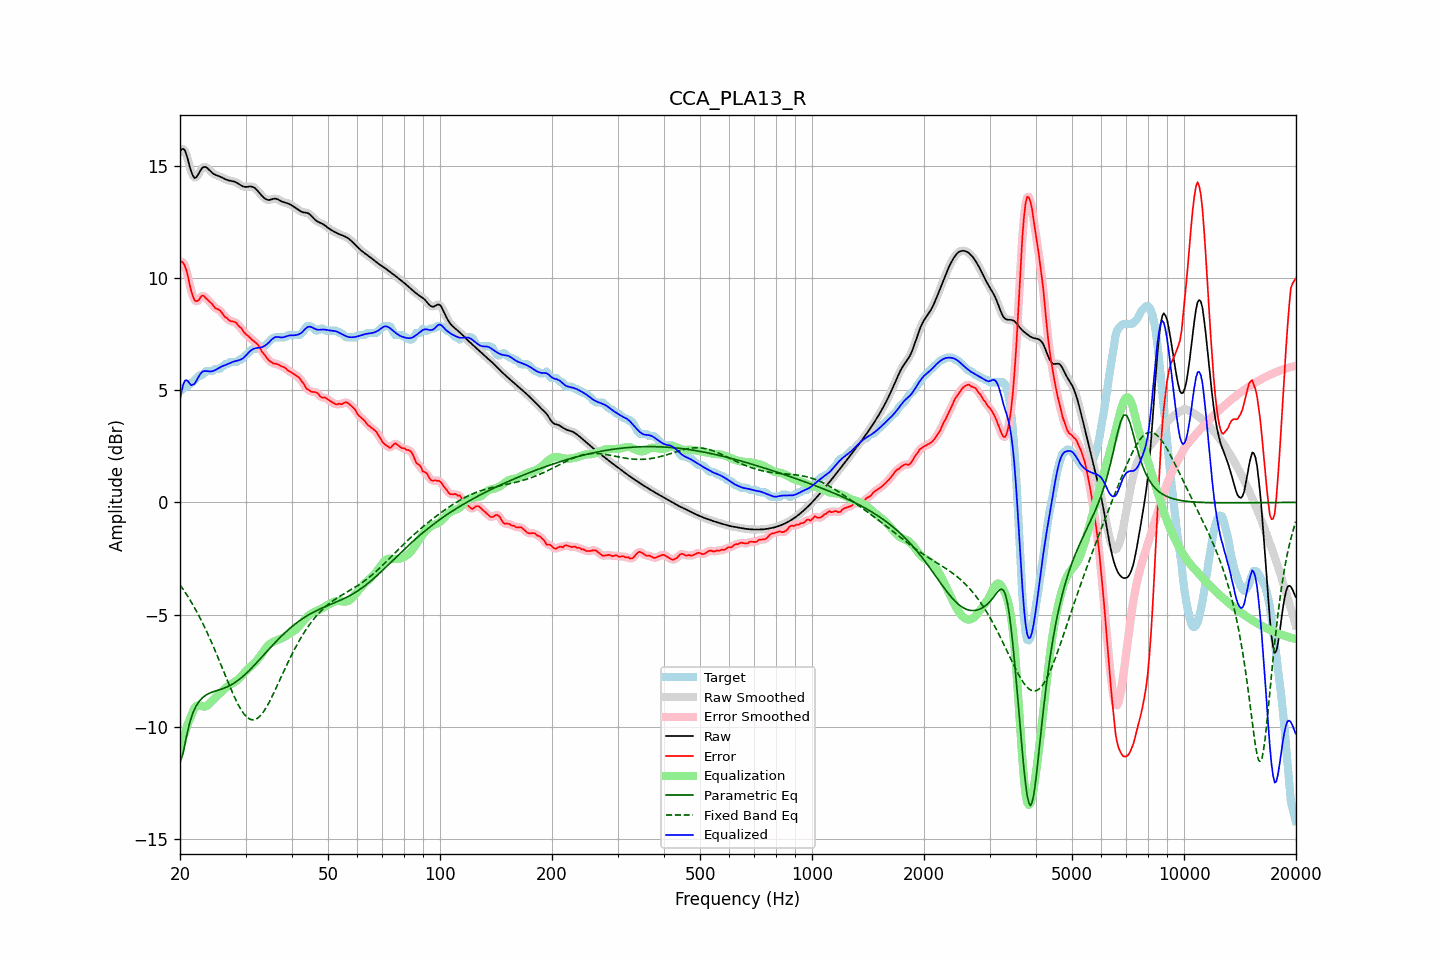 CCA_PLA13_R
Amplitude (dBr)
15
10
5
0
−5
−10
−15
Target
Raw Smoothed
Error Smoothed
Raw
Error
Equalization
Parametric Eq
Fixed Band Eq
Equalized
20 50 100 200 500 1000 2000 5000 10000 20000
Frequency (Hz)